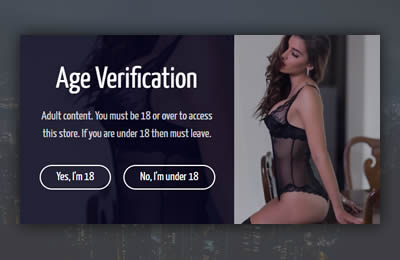 Age Verification
Adult content. You must be 18 or over to access
this store. If you are under 18 then must leave.
Yes, I'm 18 No, I'm under 18